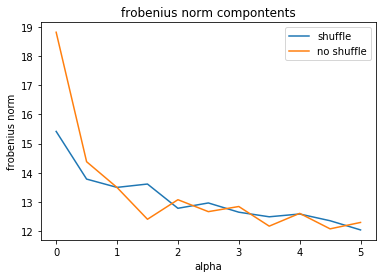 frobenius norm compontents
shuffle
no shuffle
frobenius norm
19
18
17
16
15
14
13
12
0
1
2
3
4
5
alpha